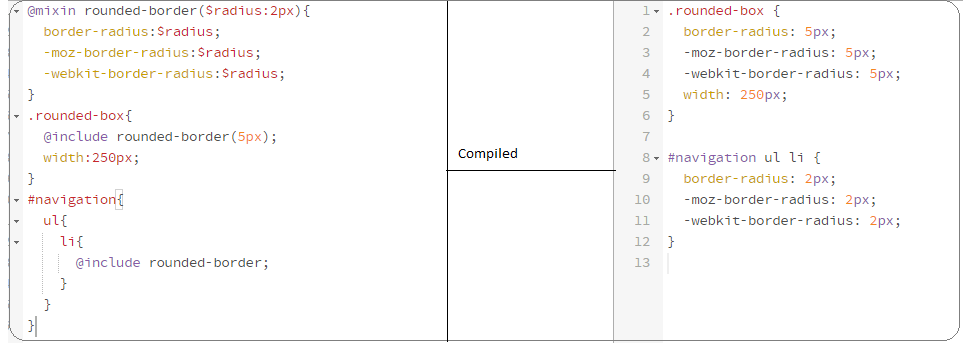 @mixin rounded-border($radius:2px){
border-radius:$radius;
-moz-border-radius:$radius;
-webkit-border-radius:$radius;
}
.rounded-box{
@include rounded-border(5px);
width:250px;
}
#navigation{
ul{
li{
@include rounded-border;
}
}
}
Compiled
1 .rounded-box {
2 border-radius: 5px;
3 -moz-border-radius: 5px;
4 -webkit-border-radius: 5px;
5 width: 250px;
6 }
7
8 #navigation ul li {
9 border-radius: 2px;
10 -moz-border-radius: 2px;
11 -webkit-border-radius: 2px;
12 }
13